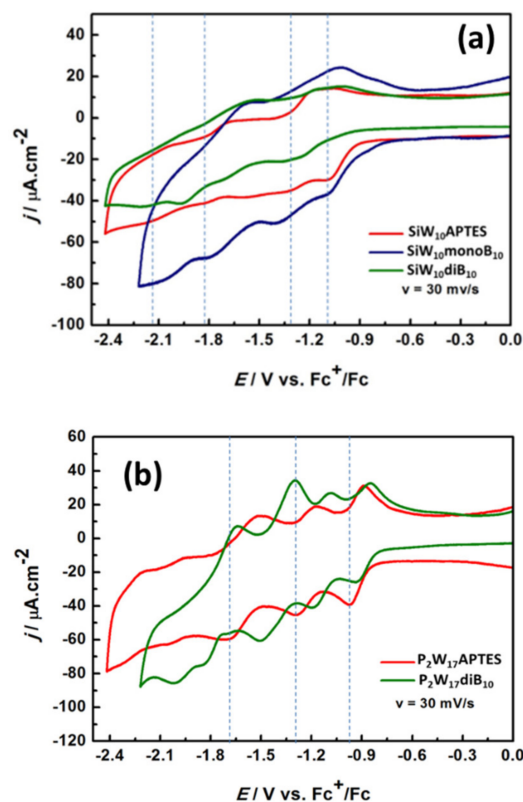 (a)
60
40
20
0
-20
-40
-60
-80
-100
j / μA.cm⁻²
SiW₁₀APTES
SiW₁₀monoB₁₀
SiW₁₀diB₁₀
v = 30 mv/s
-2.4 -2.1 -1.8 -1.5 -1.2 -0.9 -0.6 -0.3 0.0
E / V vs. Fc⁺/Fc
(b)
60
40
20
0
-20
-40
-60
-80
-100
-120
j / μA.cm⁻²
P₂W₁₇APTES
P₂W₁₇diB₁₀
v = 30 mV/s
-2.4 -2.1 -1.8 -1.5 -1.2 -0.9 -0.6 -0.3 0.0
E / V vs. Fc⁺/Fc